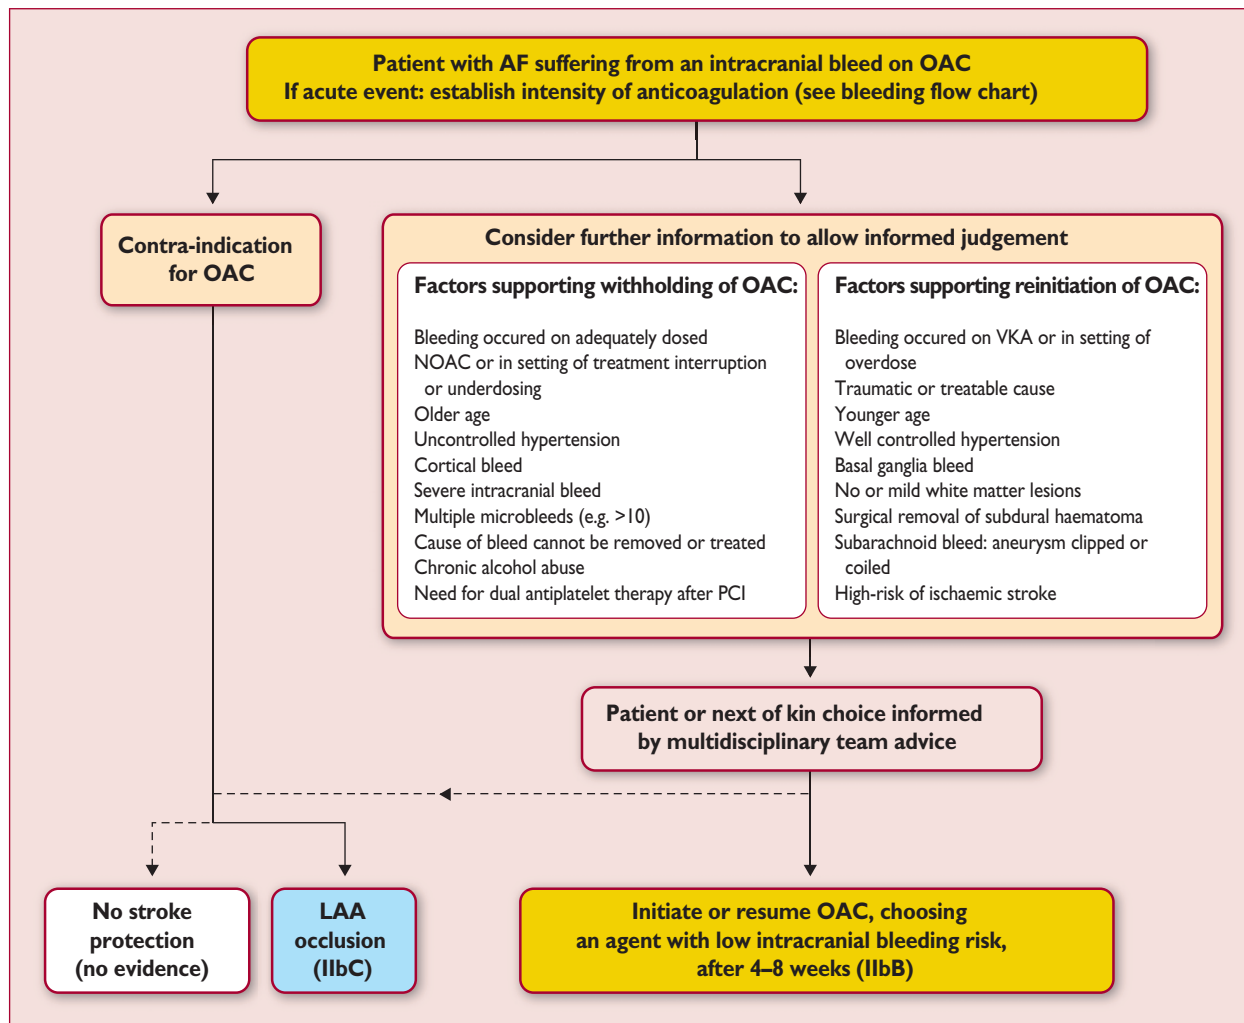 Patient with AF suffering from an intracranial bleed on OAC
If acute event: establish intensity of anticoagulation (see bleeding flow chart)
Contra-indication
for OAC
Consider further information to allow informed judgement
Factors supporting withholding of OAC:
Bleeding occured on adequately dosed
NOAC or in setting of treatment interruption
or underdosing
Older age
Uncontrolled hypertension
Cortical bleed
Severe intracranial bleed
Multiple microbleeds (e.g. >10)
Cause of bleed cannot be removed or treated
Chronic alcohol abuse
Need for dual antiplatelet therapy after PCI
Factors supporting reinitiation of OAC:
Bleeding occured on VKA or in setting of
overdose
Traumatic or treatable cause
Younger age
Well controlled hypertension
Basal ganglia bleed
No or mild white matter lesions
Surgical removal of subdural haematoma
Subarachnoid bleed: aneurysm clipped or
coiled
High-risk of ischaemic stroke
Patient or next of kin choice informed
by multidisciplinary team advice
No stroke
protection
(no evidence)
LAA
occlusion
(IIbC)
Initiate or resume OAC, choosing
an agent with low intracranial bleeding risk,
after 4–8 weeks (IIbB)